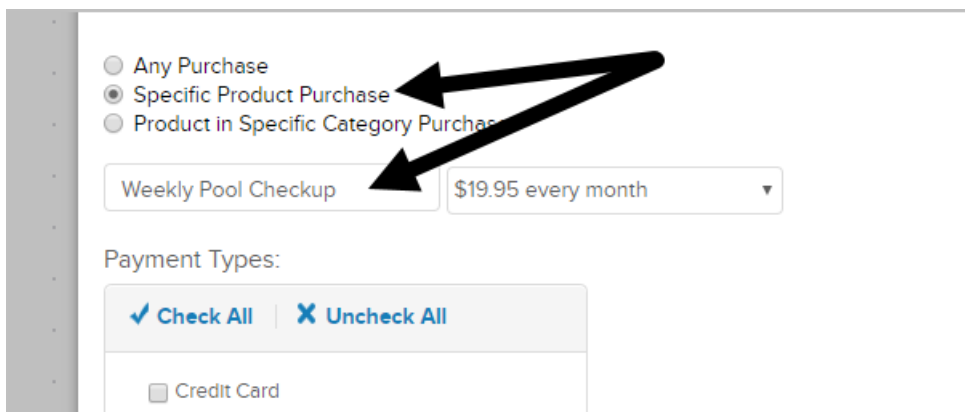 Any Purchase
Specific Product Purchase
Product in Specific Category Purchase
Weekly Pool Checkup $19.95 every month
Payment Types:
Check All Uncheck All
Credit Card